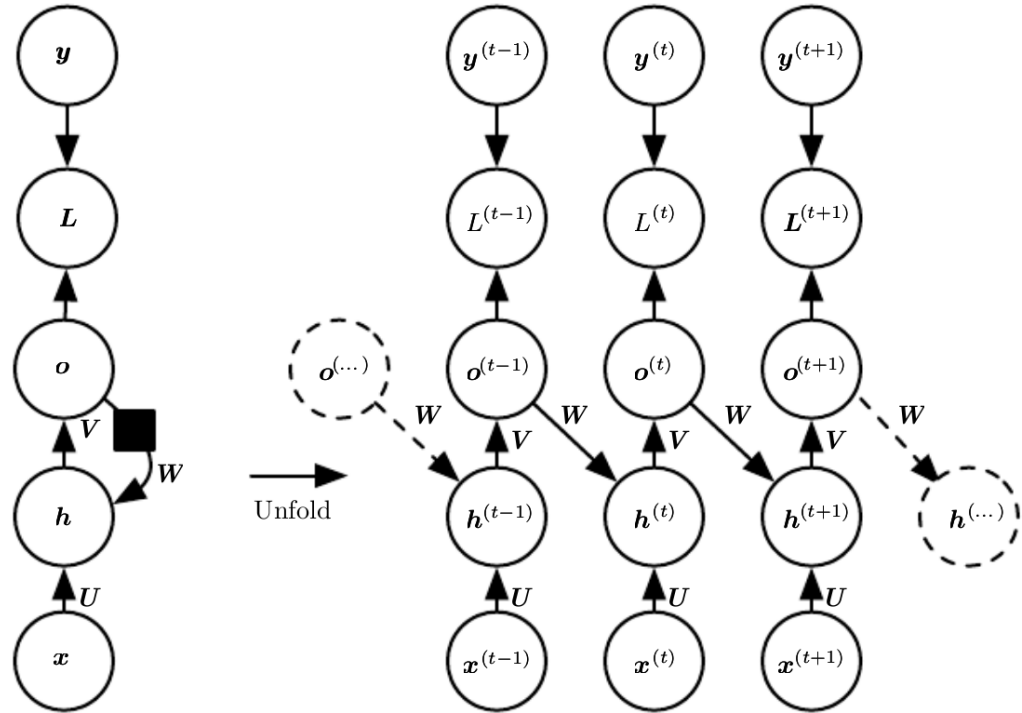 y y^(t−1) y^(t) y^(t+1)
L L^(t−1) L^(t) L^(t+1)
o o^(...) o^(t−1) o^(t) o^(t+1)
W W W W
V V V V
W
h h^(t−1) h^(t) h^(t+1) h^(...)
Unfold
U U U U
x x^(t−1) x^(t) x^(t+1)